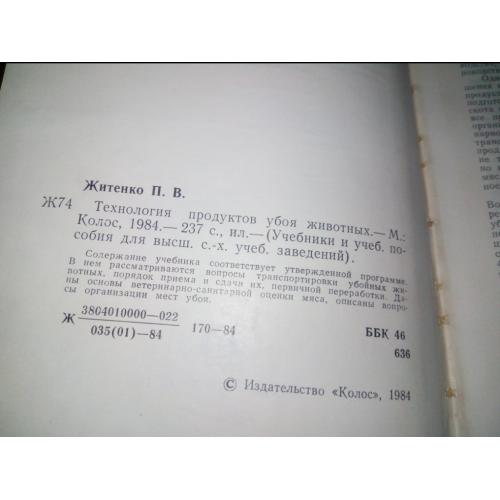 Житенко П. В.
Ж74 Технология продуктов убоя животных.— М.:
Колос, 1984.— 237 с., ил.— (Учебники и учеб. по-
собия для высш. с.-х. учеб. заведений).
Содержание учебника соответствует утвержденной программе.
В нем рассматриваются вопросы транспортировки убойных жи-
вотных, порядок приема и сдачи их, первичной переработки. Да-
ны основы ветеринарно-санитарной оценки мяса, описаны вопро-
сы организации мест убоя.
Ж 3804010000—022
035(01)—84 170—84
ББК 46
636
© Издательство «Колос», 1984